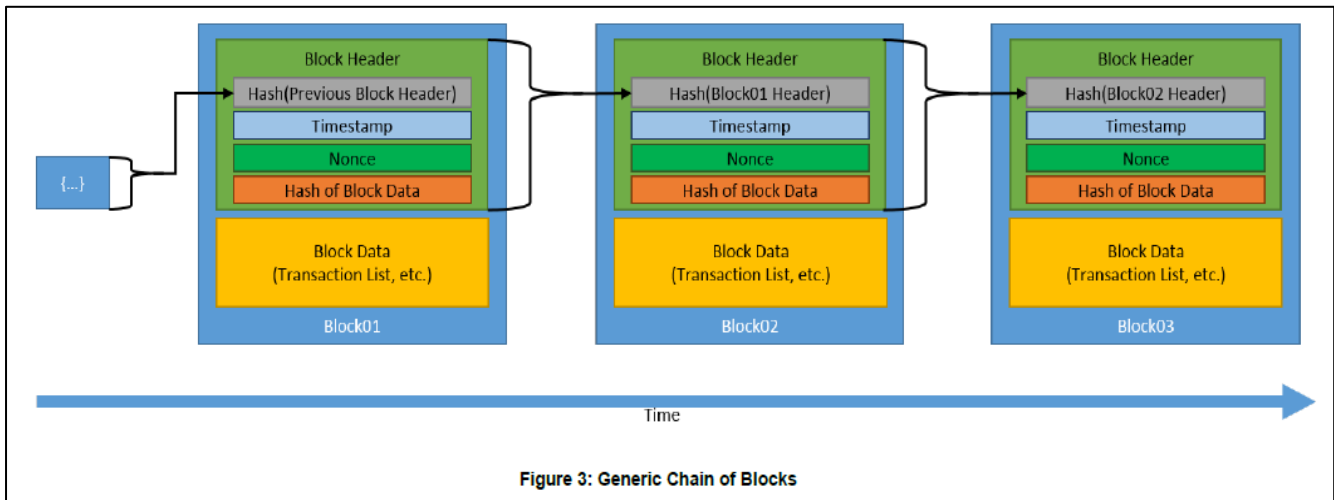 {...}
Block Header
Hash(Previous Block Header)
Timestamp
Nonce
Hash of Block Data
Block Data
(Transaction List, etc.)
Block01
Block Header
Hash(Block01 Header)
Timestamp
Nonce
Hash of Block Data
Block Data
(Transaction List, etc.)
Block02
Block Header
Hash(Block02 Header)
Timestamp
Nonce
Hash of Block Data
Block Data
(Transaction List, etc.)
Block03
Time
Figure 3: Generic Chain of Blocks